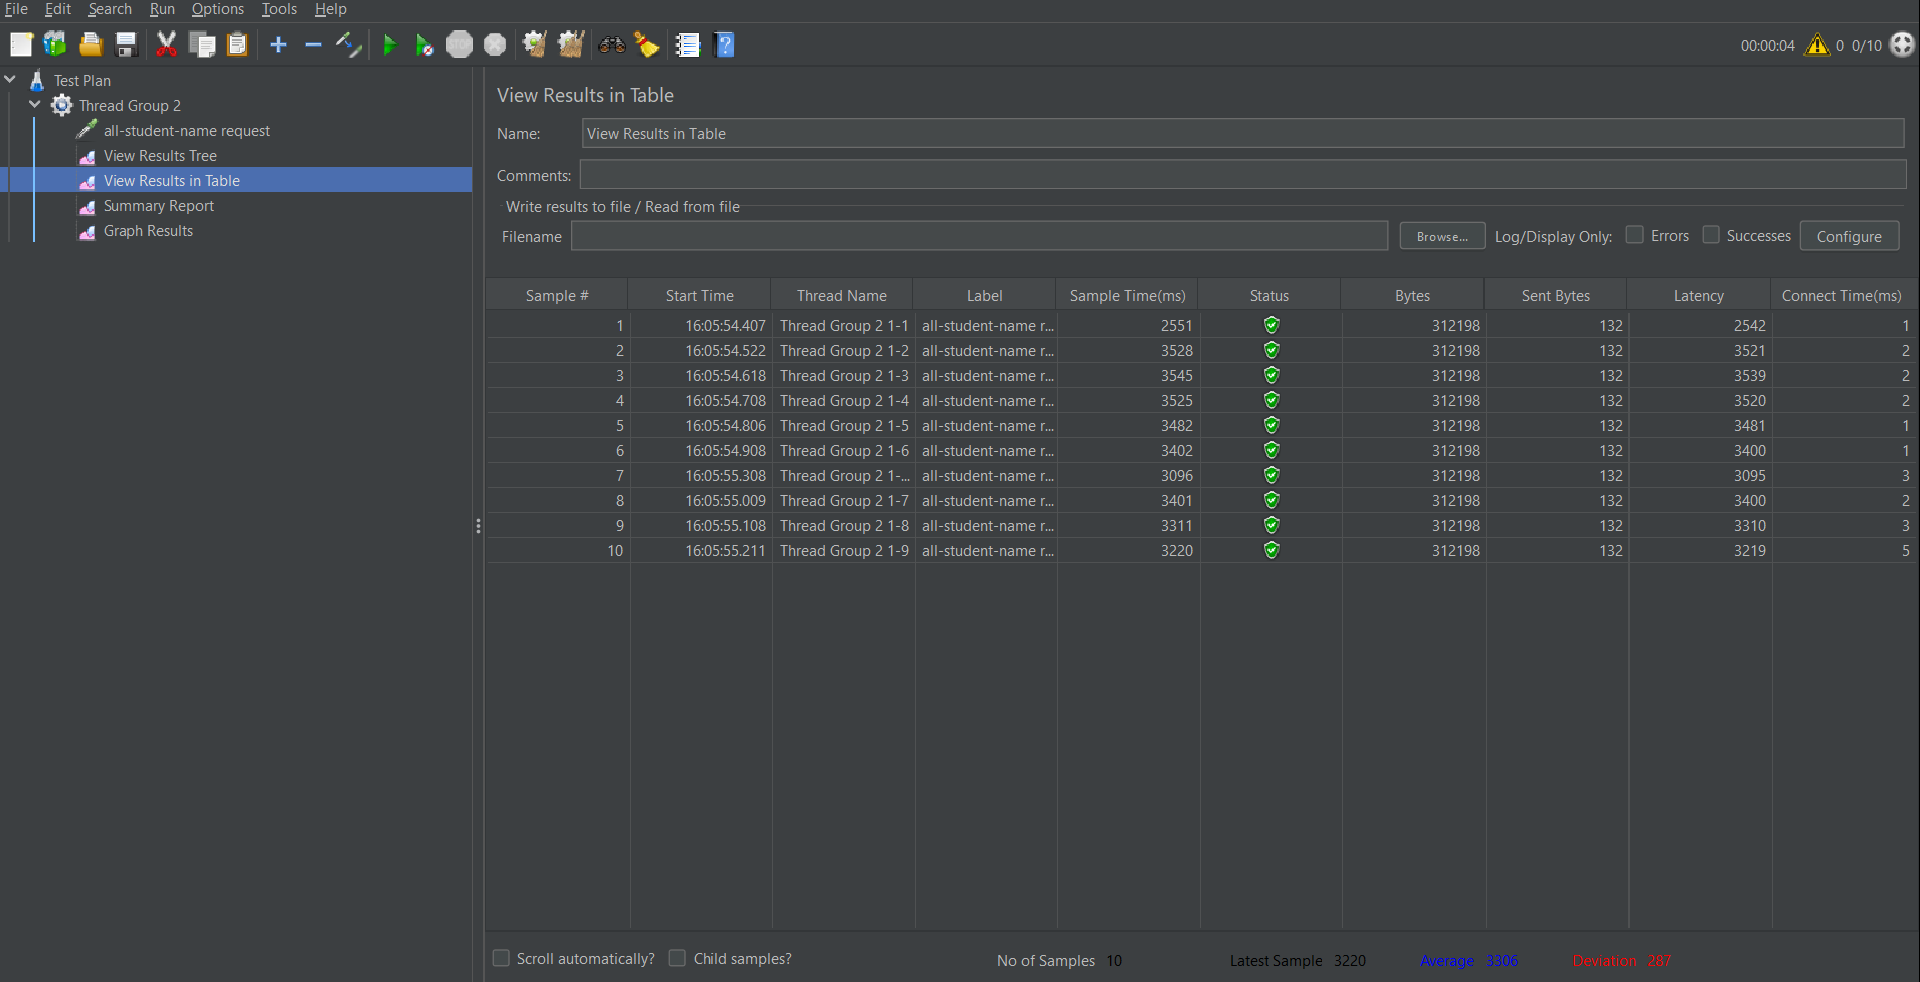 File Edit Search Run Options Tools Help
STOP
00:00:04 0 0/10
Test Plan
Thread Group 2
all-student-name request
View Results Tree
View Results in Table
Summary Report
Graph Results
View Results in Table
Name: View Results in Table
Comments:
Write results to file / Read from file
Filename Browse... Log/Display Only: Errors Successes Configure
Sample # Start Time Thread Name Label Sample Time(ms) Status Bytes Sent Bytes Latency Connect Time(ms)
1 16:05:54.407 Thread Group 2 1-1 all-student-name r... 2551 312198 132 2542 1
2 16:05:54.522 Thread Group 2 1-2 all-student-name r... 3528 312198 132 3521 2
3 16:05:54.618 Thread Group 2 1-3 all-student-name r... 3545 312198 132 3539 2
4 16:05:54.708 Thread Group 2 1-4 all-student-name r... 3525 312198 132 3520 2
5 16:05:54.806 Thread Group 2 1-5 all-student-name r... 3482 312198 132 3481 1
6 16:05:54.908 Thread Group 2 1-6 all-student-name r... 3402 312198 132 3400 1
7 16:05:55.308 Thread Group 2 1-... all-student-name r... 3096 312198 132 3095 3
8 16:05:55.009 Thread Group 2 1-7 all-student-name r... 3401 312198 132 3400 2
9 16:05:55.108 Thread Group 2 1-8 all-student-name r... 3311 312198 132 3310 3
10 16:05:55.211 Thread Group 2 1-9 all-student-name r... 3220 312198 132 3219 5
Scroll automatically? Child samples? No of Samples 10 Latest Sample 3220 Average 3306 Deviation 287